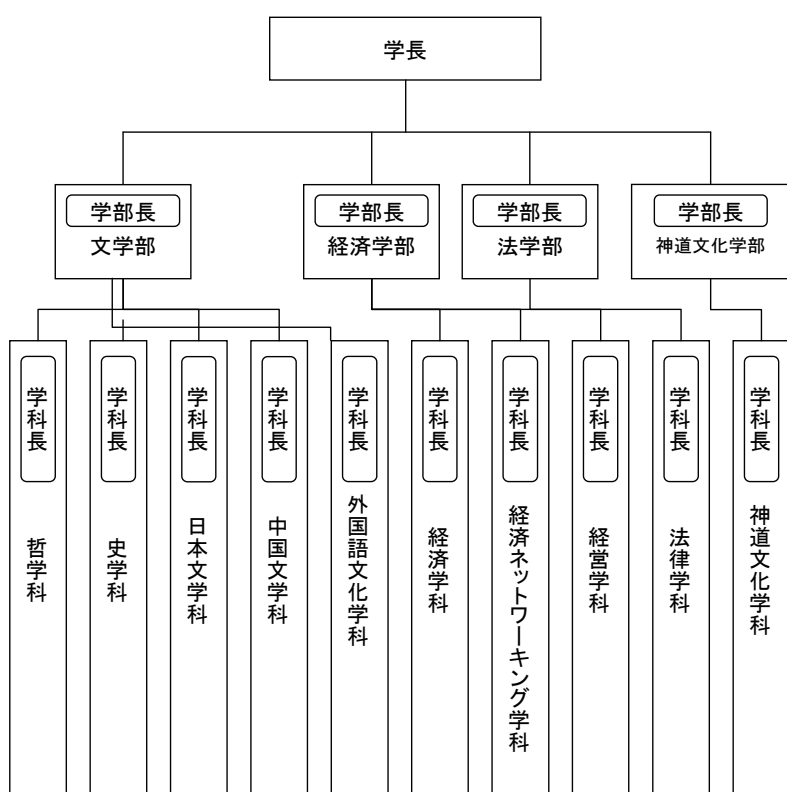 学長
学部長
文学部
学部長
経済学部
学部長
法学部
学部長
神道文化学部
学科長
哲学科
学科長
史学科
学科長
日本文学科
学科長
中国文学科
学科長
外国語文化学科
学科長
経済学科
学科長
経済ネットワーキング学科
学科長
経営学科
学科長
法律学科
学科長
神道文化学科